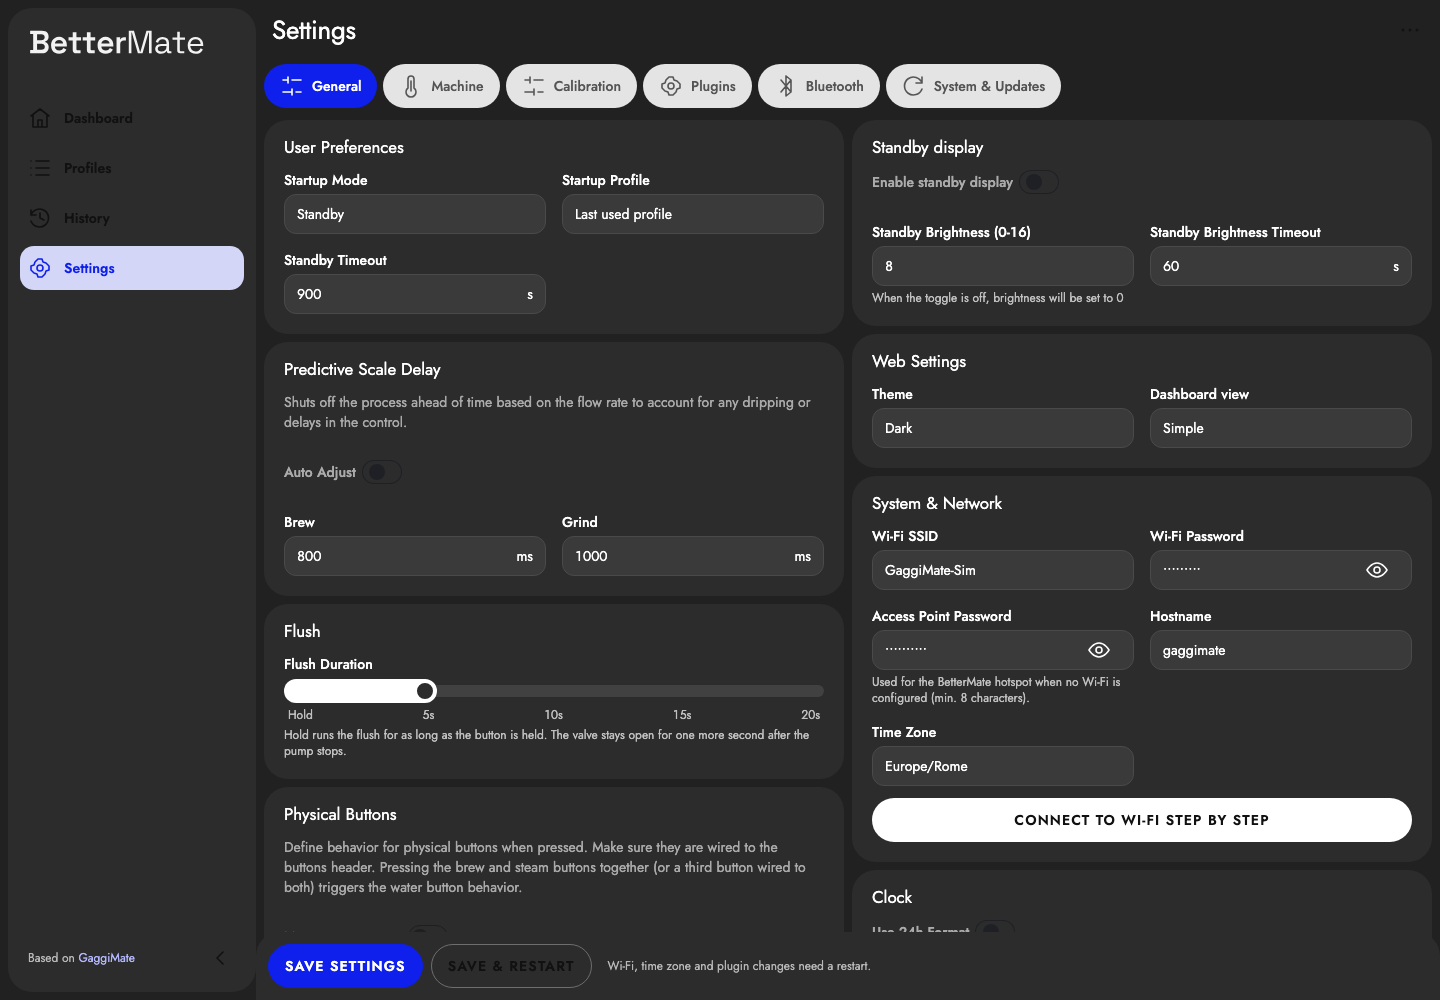 BetterMate
Dashboard
Profiles
History
Settings
Based on GaggiMate
Settings
General
Machine
Calibration
Plugins
Bluetooth
System & Updates
User Preferences
Startup Mode
Standby
Startup Profile
Last used profile
Standby Timeout
900 s
Predictive Scale Delay
Shuts off the process ahead of time based on the flow rate to account for any dripping or
delays in the control.
Auto Adjust
Brew
800 ms
Grind
1000 ms
Flush
Flush Duration
Hold 5s 10s 15s 20s
Hold runs the flush for as long as the button is held. The valve stays open for one more second after the
pump stops.
Physical Buttons
Define behavior for physical buttons when pressed. Make sure they are wired to the
buttons header. Pressing the brew and steam buttons together (or a third button wired to
both) triggers the water button behavior.
Standby display
Enable standby display
Standby Brightness (0-16)
8
Standby Brightness Timeout
60 s
When the toggle is off, brightness will be set to 0
Web Settings
Theme
Dark
Dashboard view
Simple
System & Network
Wi-Fi SSID
GaggiMate-Sim
Wi-Fi Password
·········
Access Point Password
··········
Hostname
gaggimate
Used for the BetterMate hotspot when no Wi-Fi is
configured (min. 8 characters).
Time Zone
Europe/Rome
CONNECT TO WI-FI STEP BY STEP
Clock
Use 24h Format
SAVE SETTINGS
SAVE & RESTART
Wi-Fi, time zone and plugin changes need a restart.